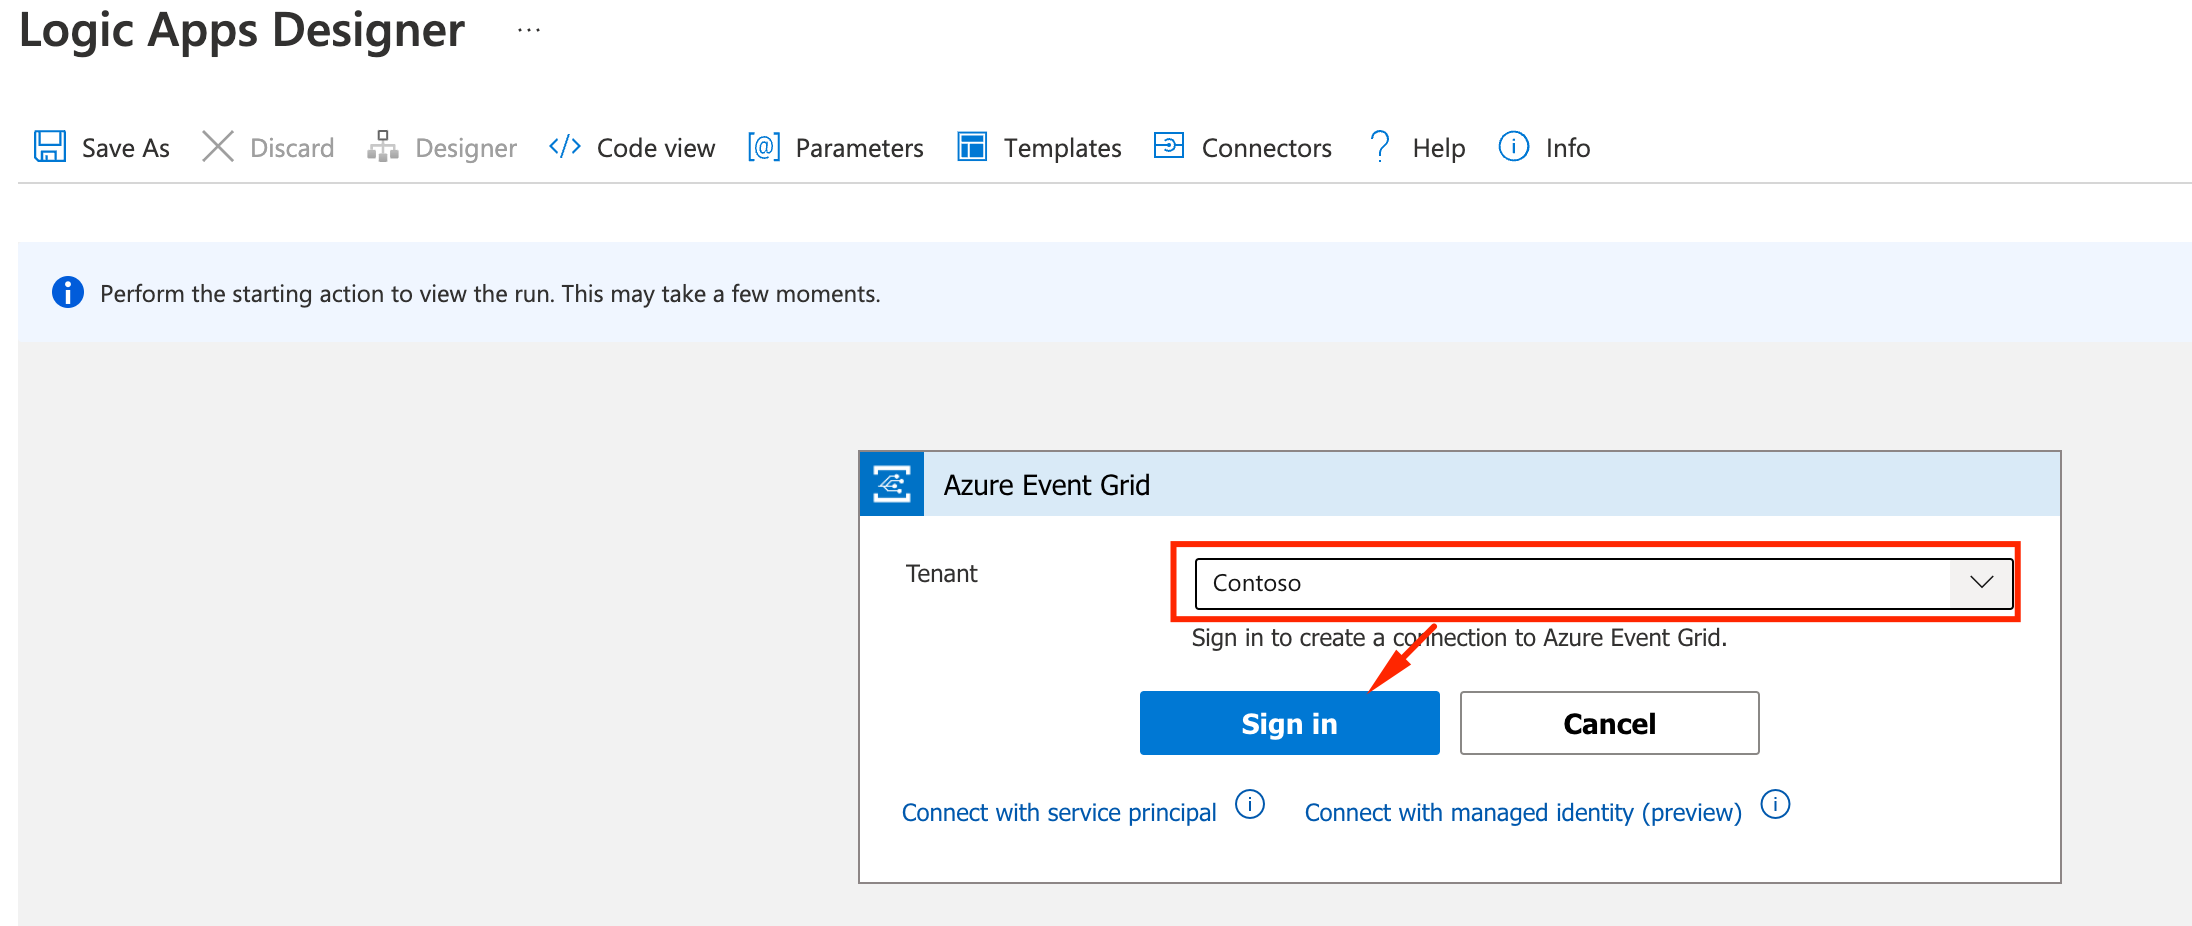 Logic Apps Designer ...
Save As Discard Designer </> Code view [@] Parameters Templates Connectors ? Help Info
Perform the starting action to view the run. This may take a few moments.
Azure Event Grid
Tenant
Contoso
Sign in to create a connection to Azure Event Grid.
Sign in Cancel
Connect with service principal Connect with managed identity (preview)